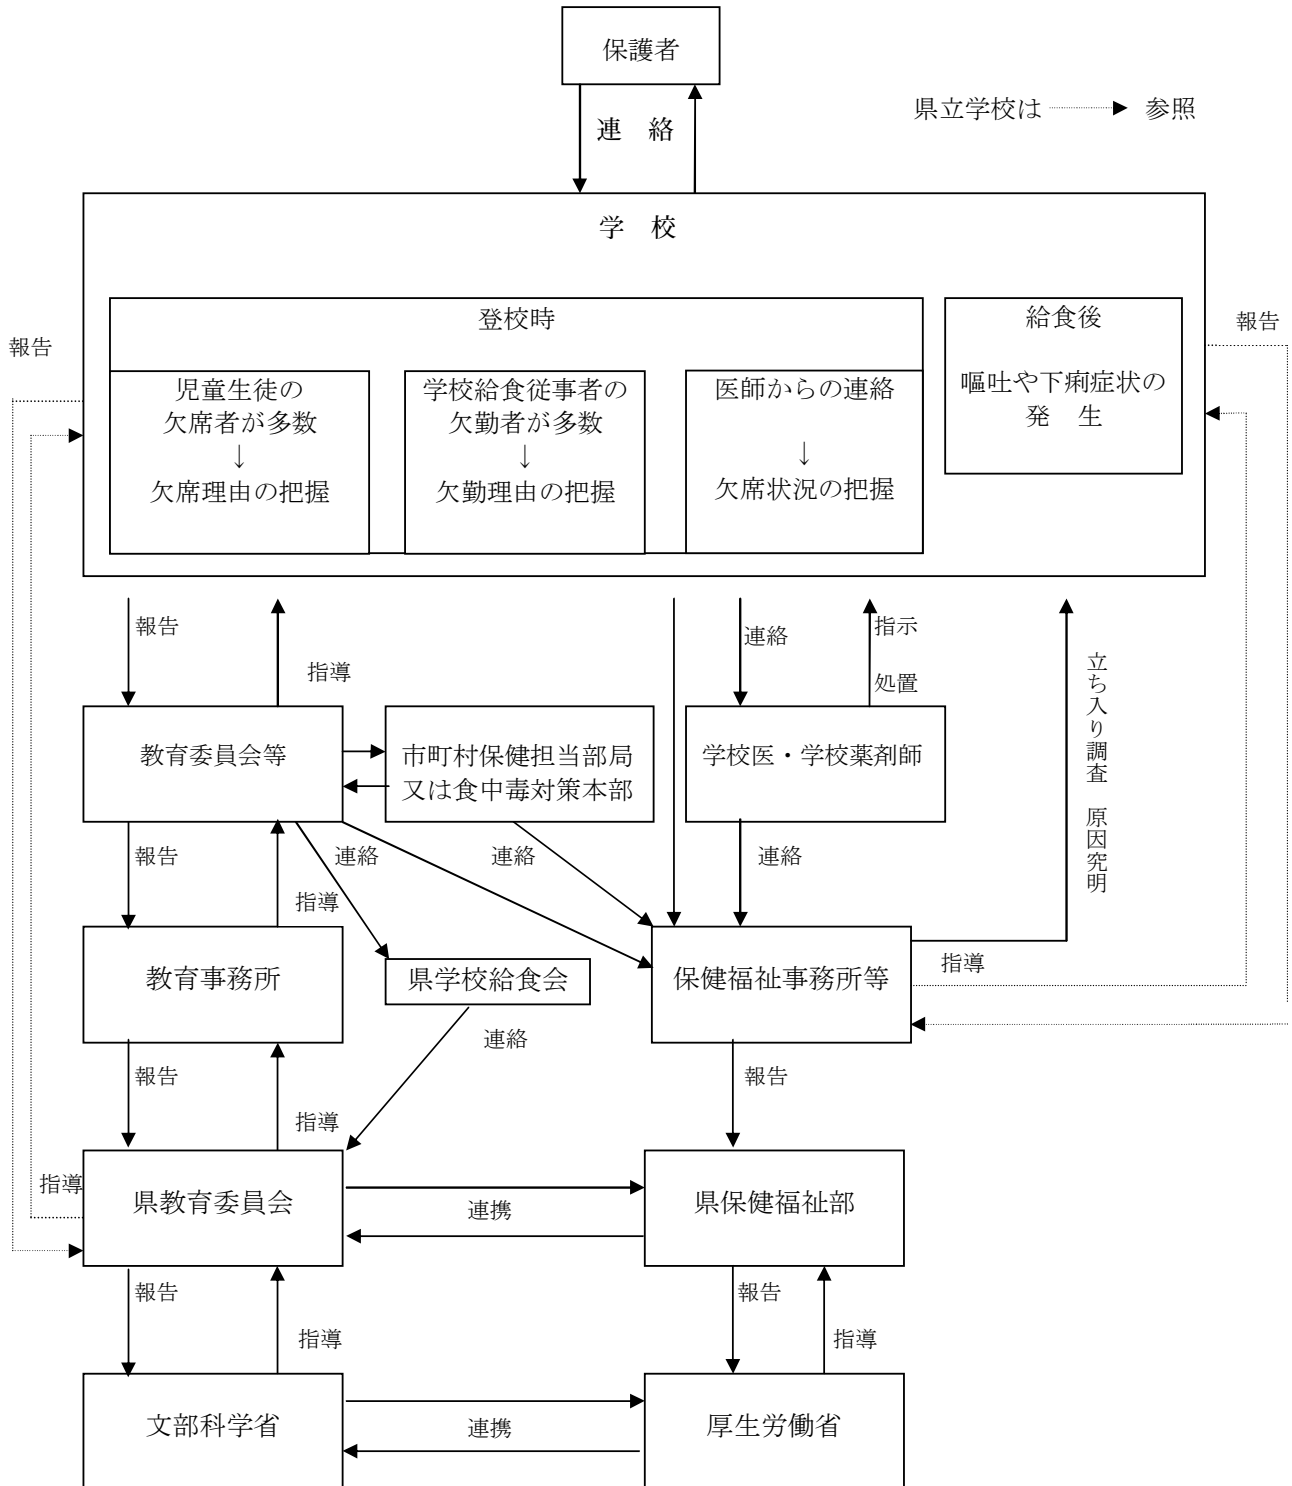 保護者
県立学校は
参照
連　絡
学　校
登校時
給食後
児童生徒の
欠席者が多数
↓
欠席理由の把握
学校給食従事者の
欠勤者が多数
↓
欠勤理由の把握
医師からの連絡
↓
欠席状況の把握
嘔吐や下痢症状の
発　生
報告
報告
報告
指導
連絡
指示
処置
立ち入り調査　原因究明
教育委員会等
市町村保健担当部局
又は食中毒対策本部
学校医・学校薬剤師
報告
指導
連絡
連絡
連絡
教育事務所
県学校給食会
保健福祉事務所等
指導
報告
指導
連絡
報告
指導
県教育委員会
連携
県保健福祉部
報告
指導
報告
指導
文部科学省
連携
厚生労働省